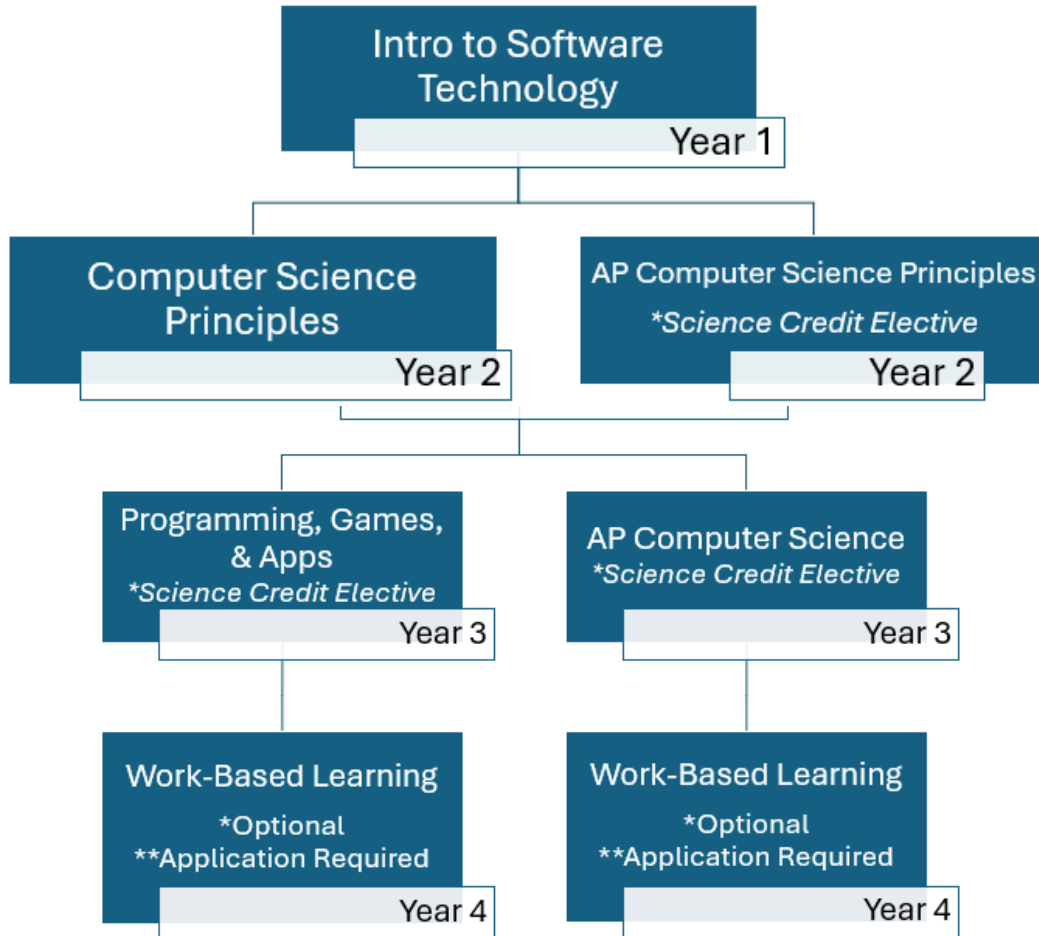 Intro to Software
Technology
Year 1
Computer Science
Principles
Year 2
AP Computer Science Principles
*Science Credit Elective
Year 2
Programming, Games,
& Apps
*Science Credit Elective
Year 3
AP Computer Science
*Science Credit Elective
Year 3
Work-Based Learning
*Optional
**Application Required
Year 4
Work-Based Learning
*Optional
**Application Required
Year 4